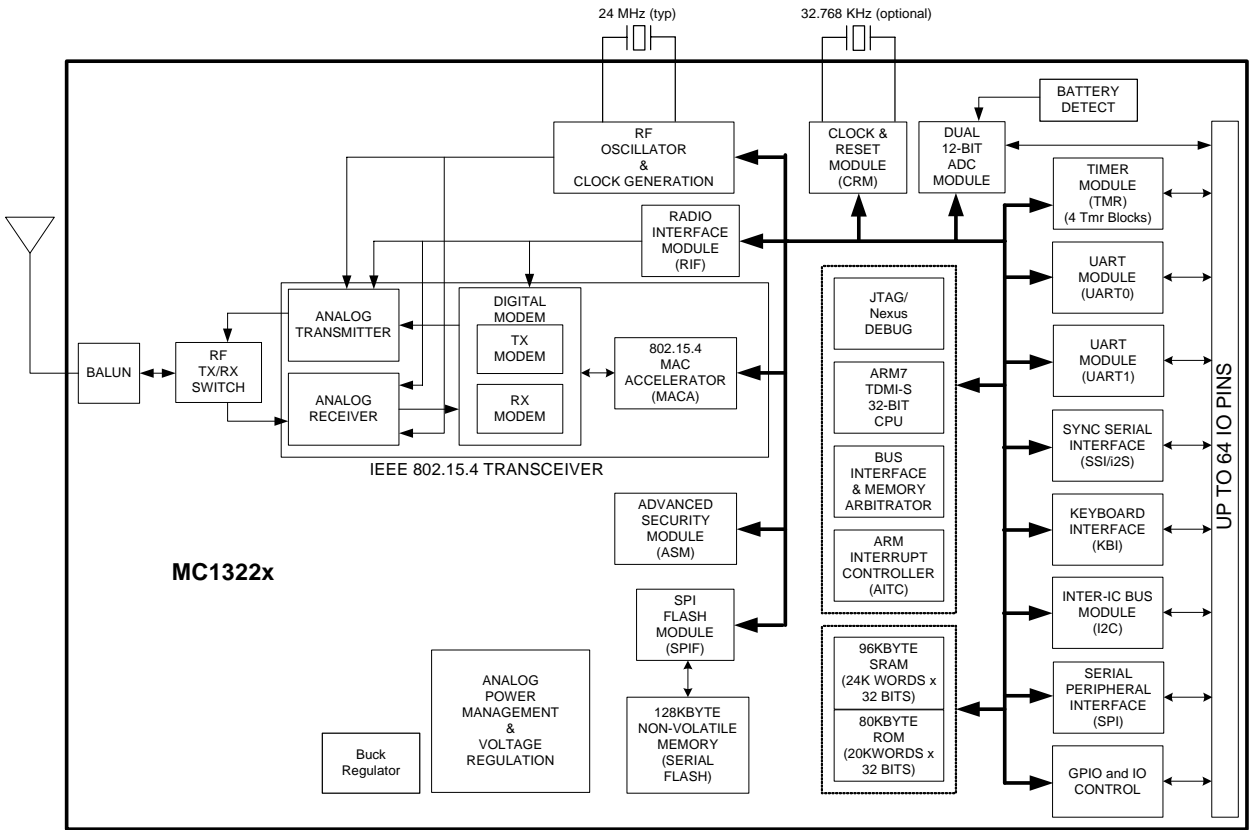 24 MHz (typ)
32.768 KHz (optional)
BATTERY
DETECT
RF
OSCILLATOR
&
CLOCK GENERATION
CLOCK &
RESET
MODULE
(CRM)
DUAL
12-BIT
ADC
MODULE
TIMER
MODULE
(TMR)
(4 Tmr Blocks)
RADIO
INTERFACE
MODULE
(RIF)
UART
MODULE
(UART0)
ANALOG
TRANSMITTER
DIGITAL
MODEM
TX
MODEM
RX
MODEM
JTAG/
Nexus
DEBUG
BALUN
RF
TX/RX
SWITCH
ANALOG
RECEIVER
802.15.4
MAC
ACCELERATOR
(MACA)
ARM7
TDMI-S
32-BIT
CPU
UART
MODULE
(UART1)
UP TO 64 IO PINS
IEEE 802.15.4 TRANSCEIVER
BUS
INTERFACE
& MEMORY
ARBITRATOR
SYNC SERIAL
INTERFACE
(SSI/i2S)
ADVANCED
SECURITY
MODULE
(ASM)
ARM
INTERRUPT
CONTROLLER
(AITC)
KEYBOARD
INTERFACE
(KBI)
MC1322x
SPI
FLASH
MODULE
(SPIF)
INTER-IC BUS
MODULE
(I2C)
ANALOG
POWER
MANAGEMENT
&
VOLTAGE
REGULATION
96KBYTE
SRAM
(24K WORDS x
32 BITS)
SERIAL
PERIPHERAL
INTERFACE
(SPI)
Buck
Regulator
128KBYTE
NON-VOLATILE
MEMORY
(SERIAL
FLASH)
80KBYTE
ROM
(20KWORDS x
32 BITS)
GPIO and IO
CONTROL